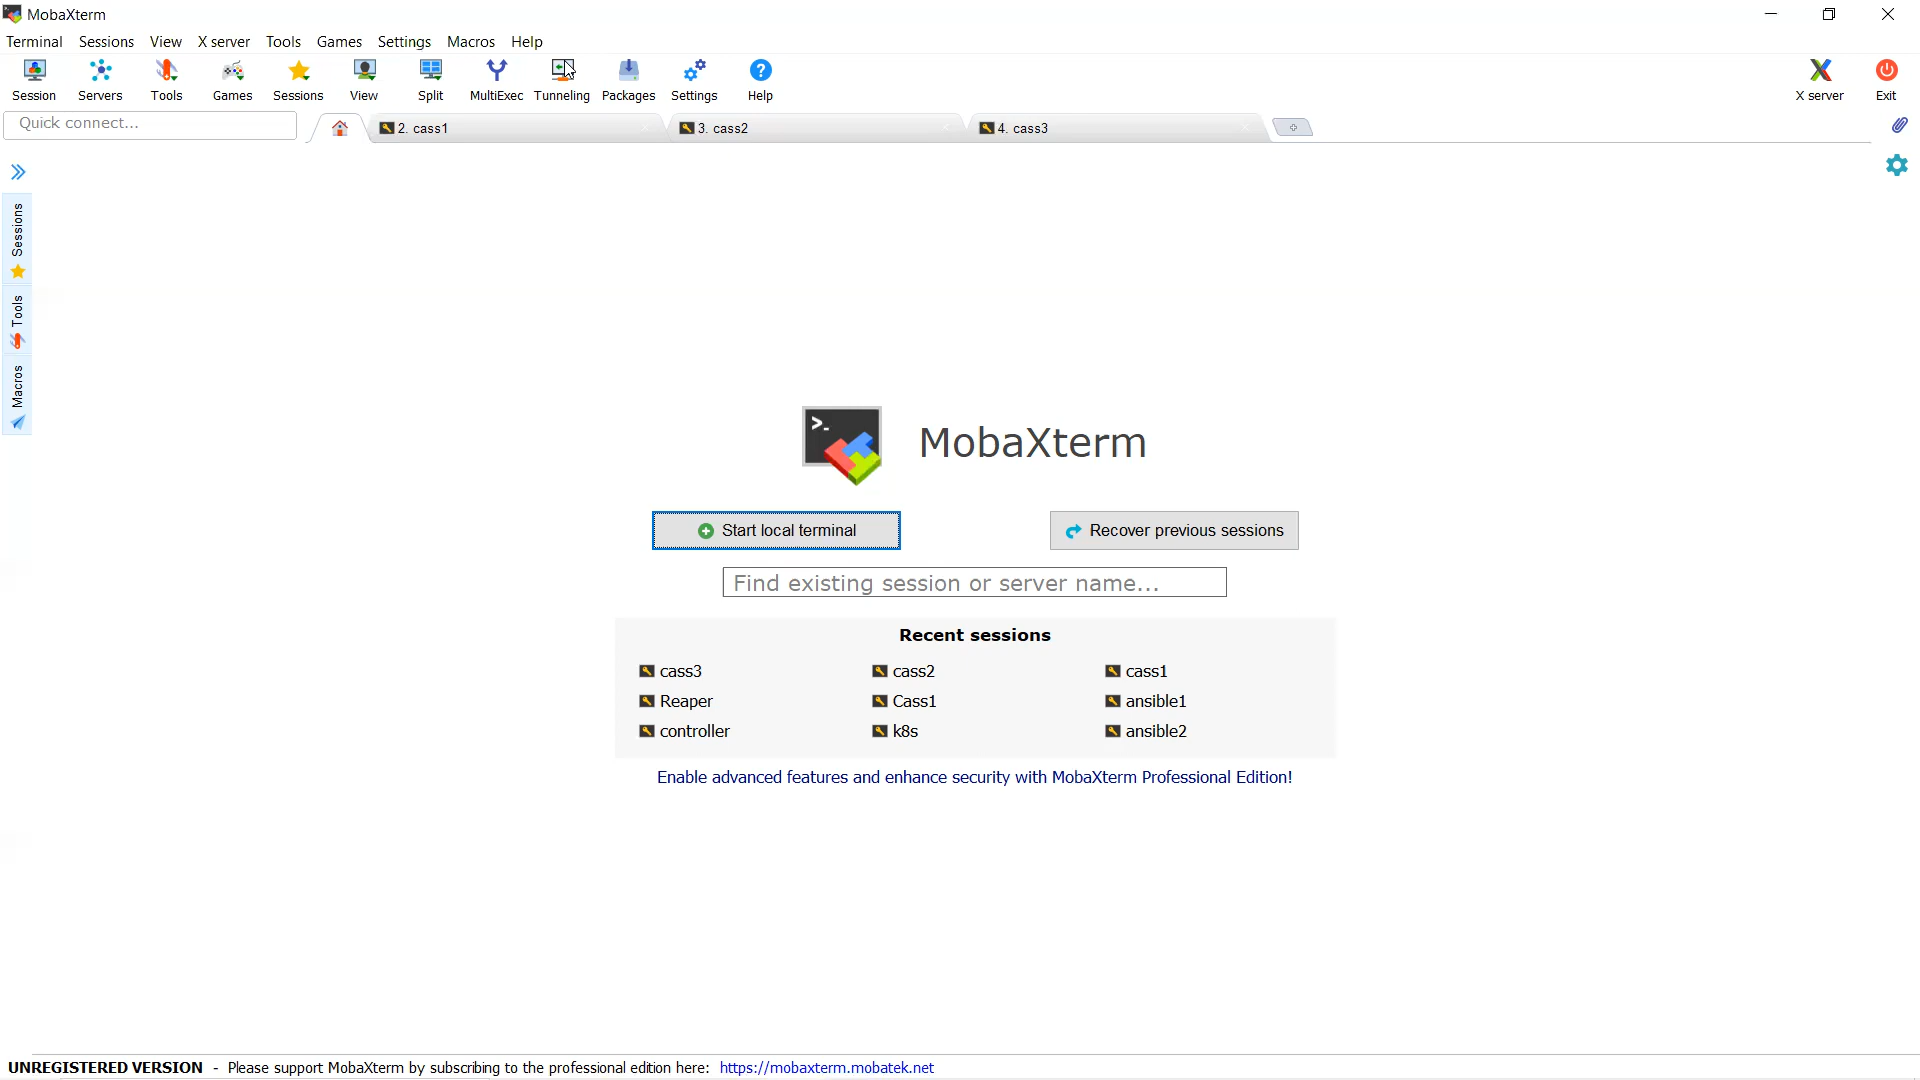 MobaXterm
Terminal Sessions View X server Tools Games Settings Macros Help
Session Servers Tools Games Sessions View Split MultiExec Tunneling Packages Settings Help X server Exit
Quick connect...
2. cass1
3. cass2
4. cass3
Sessions
Tools
Macros
>_
MobaXterm
Start local terminal
Recover previous sessions
Find existing session or server name...
Recent sessions
cass3 cass2 cass1
Reaper Cass1 ansible1
controller k8s ansible2
Enable advanced features and enhance security with MobaXterm Professional Edition!
UNREGISTERED VERSION - Please support MobaXterm by subscribing to the professional edition here: https://mobaxterm.mobatek.net